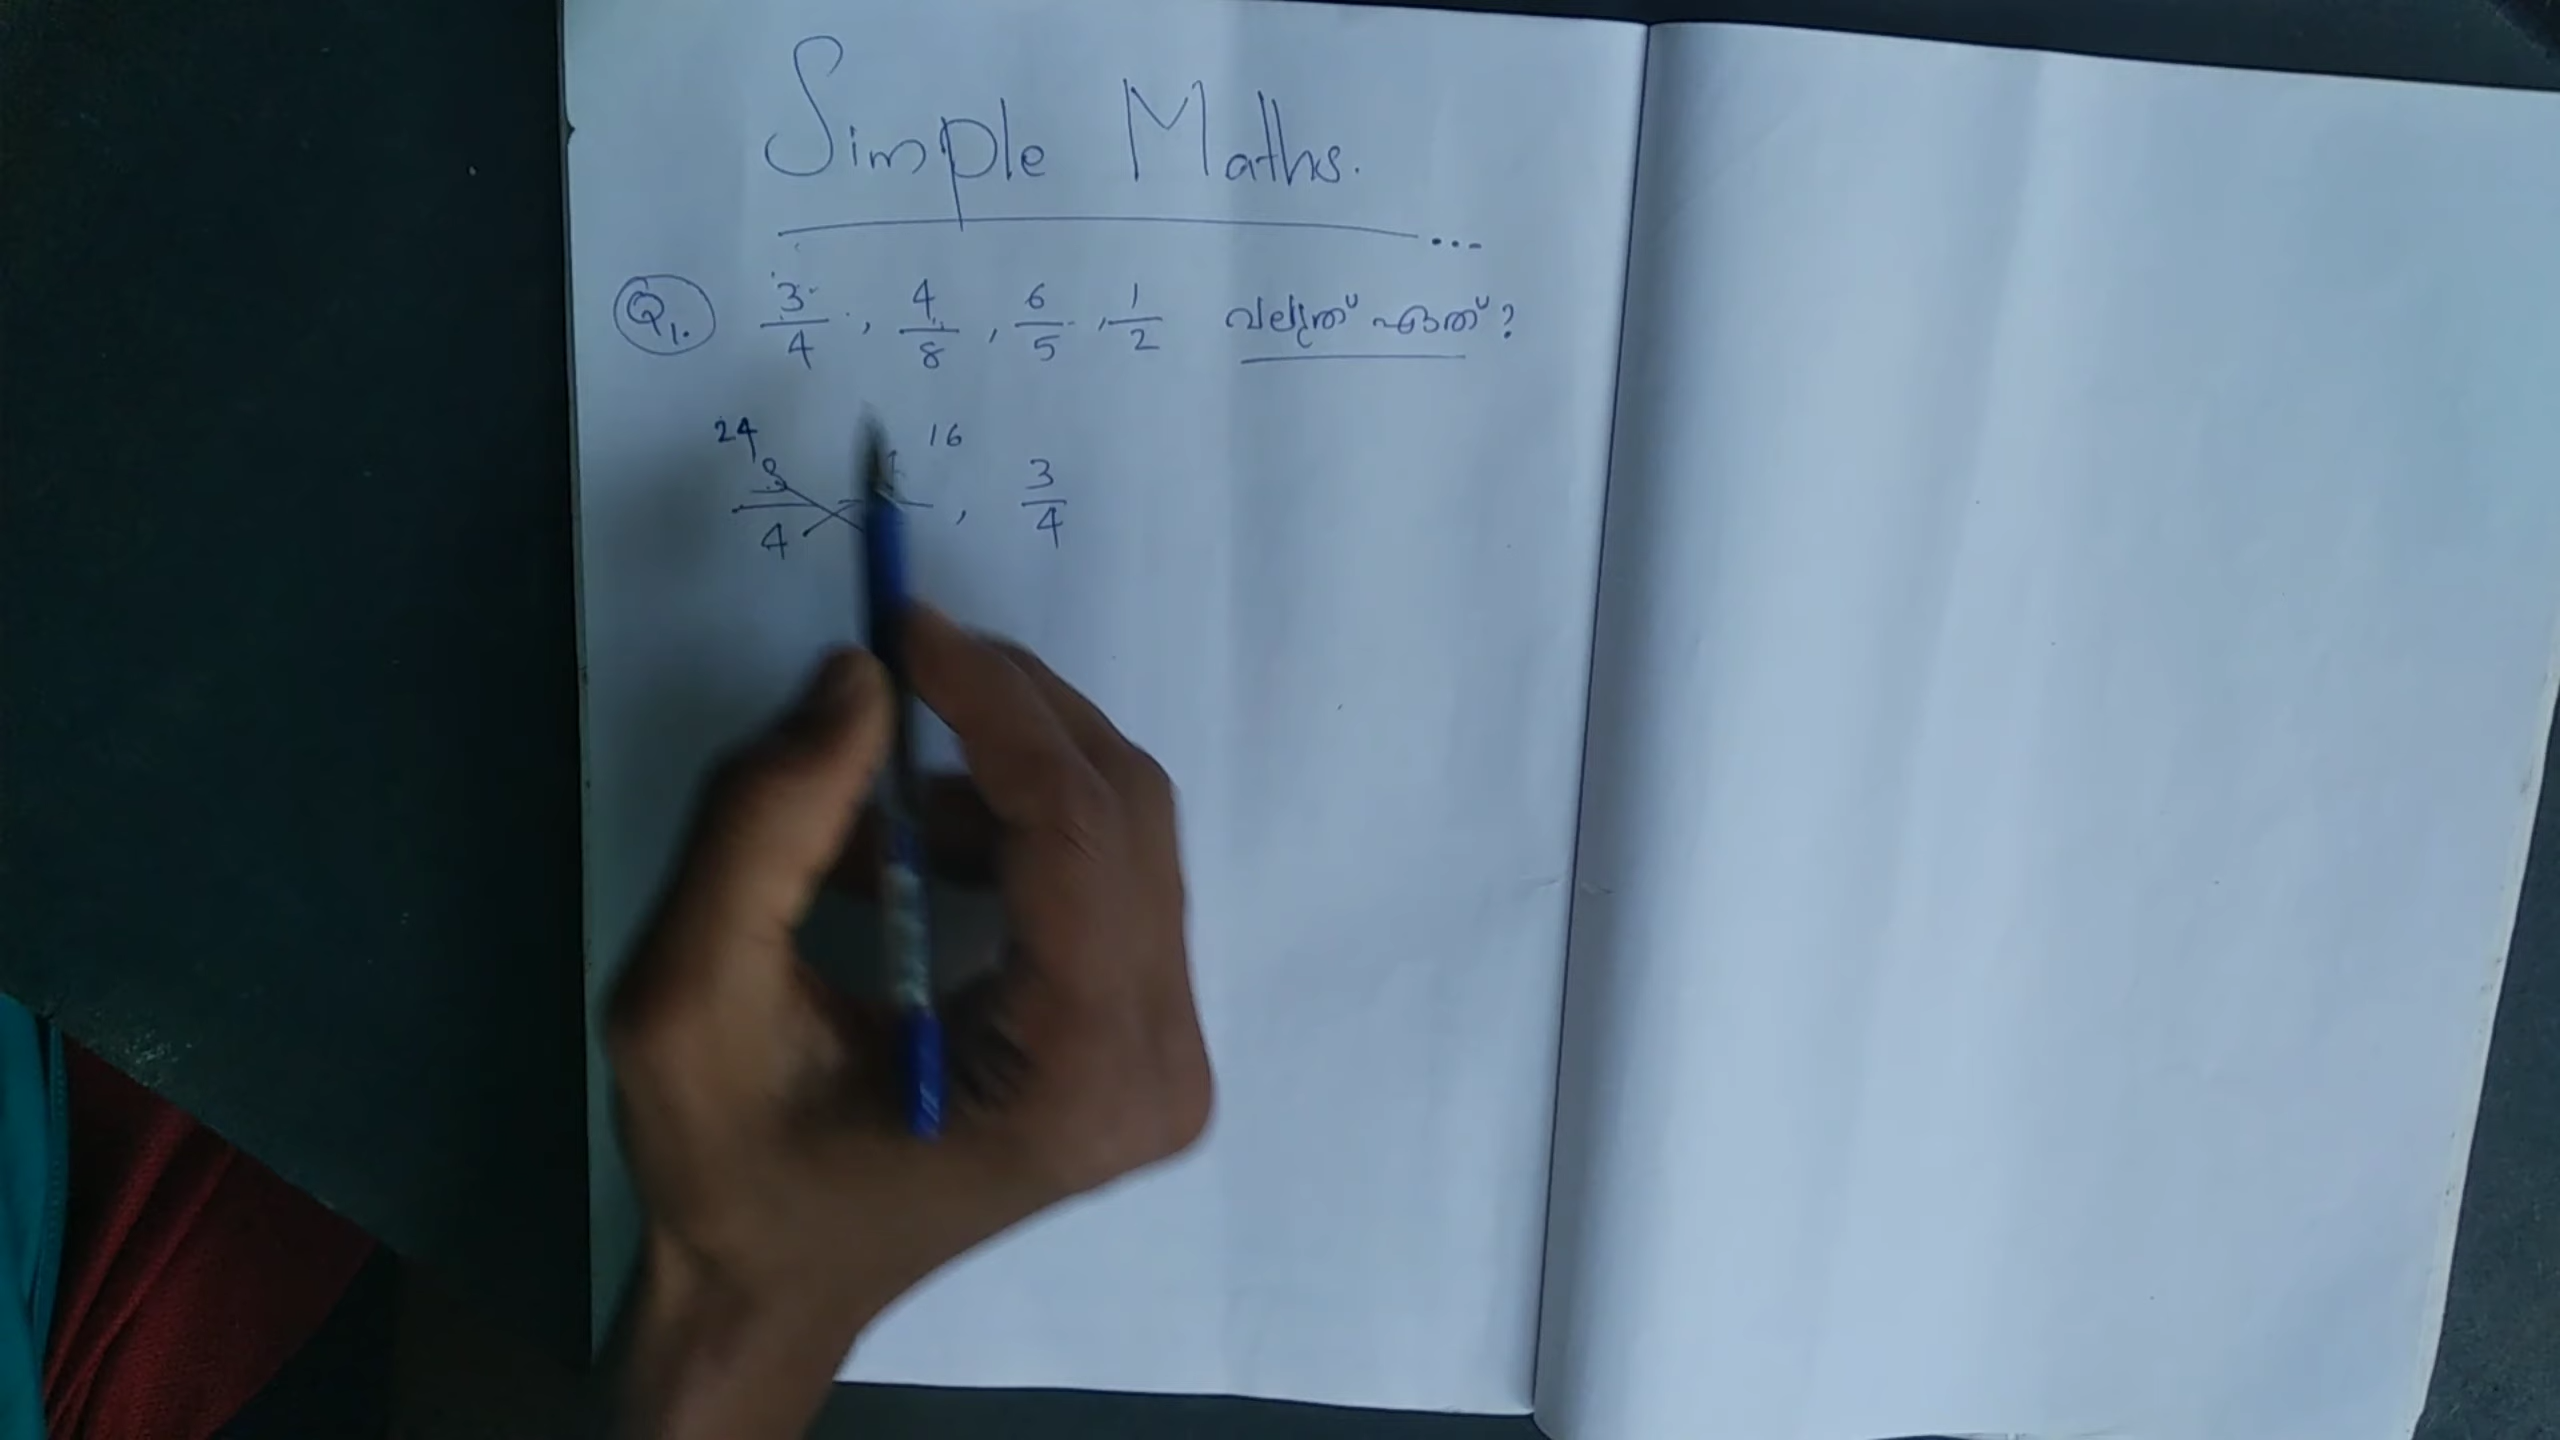 Simple Maths.
Q1. 3/4, 4/8, 6/5, 1/2 വലുത് ഏത്?
24 16
3/4 , 3/4